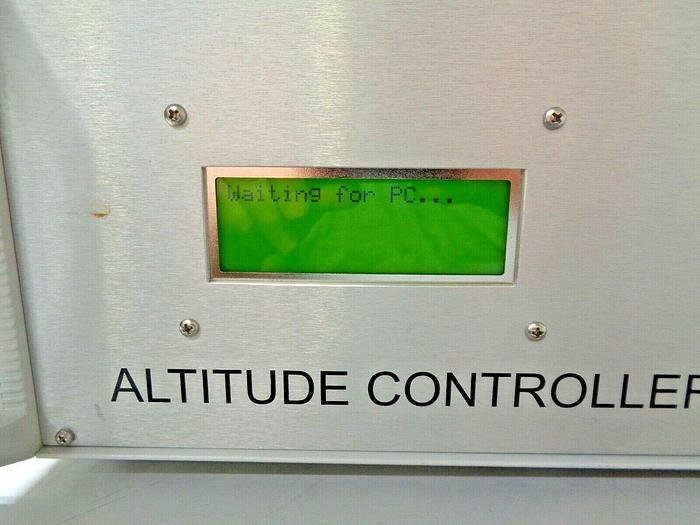 Waiting for PC...
ALTITUDE CONTROLLER